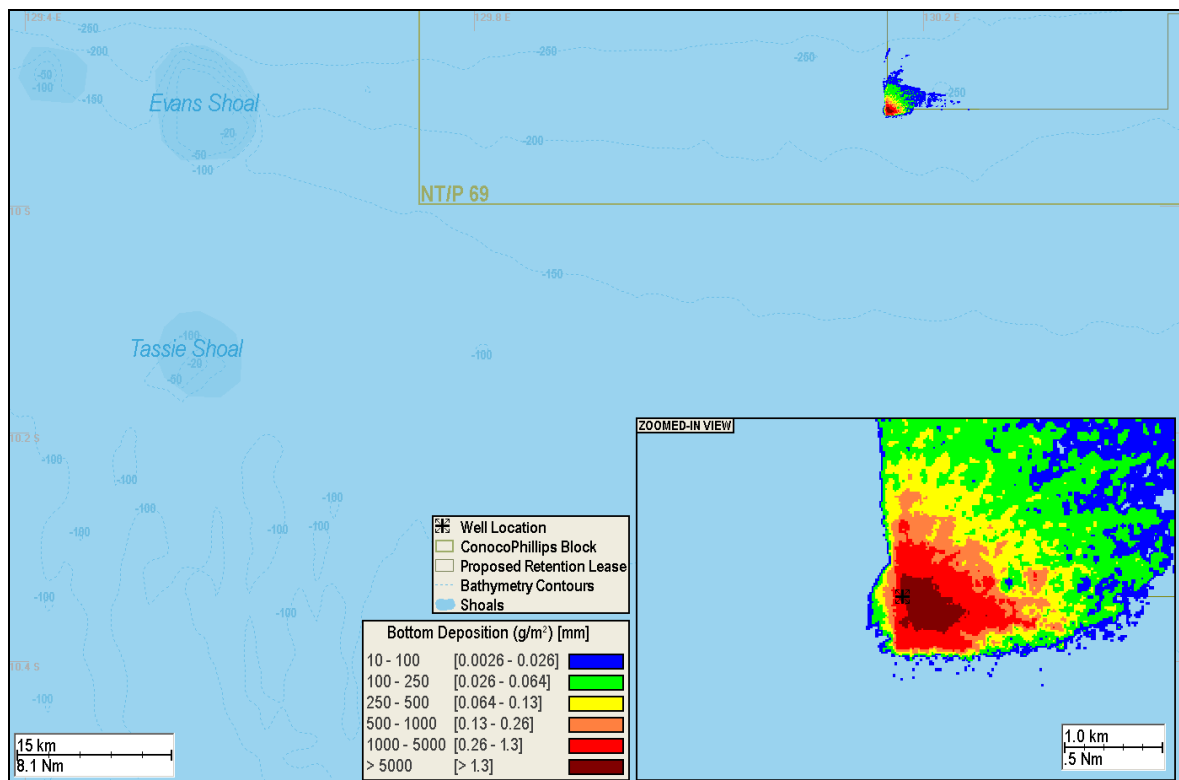 129.4 E
129.8 E
130.2 E
-250
-200
-250
-250
-250
-50
-100
-150
Evans Shoal
-20
-50
-100
-200
NT/P 69
10 S
-150
-100
Tassie Shoal
-20
-50
-100
10.2 S
-100
-100
-100
-100
-100
-100
-100
-100
-100
10.4 S
-100
ZOOMED-IN VIEW
Well Location
ConocoPhillips Block
Proposed Retention Lease
Bathymetry Contours
Shoals
Bottom Deposition (g/m²) [mm]
10 - 100 [0.0026 - 0.026]
100 - 250 [0.026 - 0.064]
250 - 500 [0.064 - 0.13]
500 - 1000 [0.13 - 0.26]
1000 - 5000 [0.26 - 1.3]
> 5000 [> 1.3]
15 km
8.1 Nm
1.0 km
.5 Nm